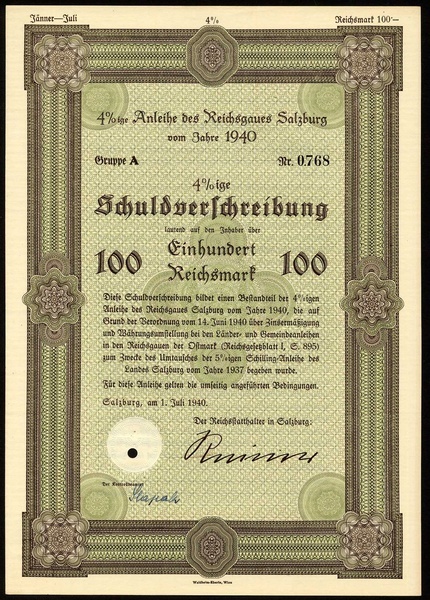 Jänner—Juli 4% Reichsmark 100·—
4%ige Anleihe des Reichsgaues Salzburg
vom Jahre 1940
Gruppe A Nr. 0.768
4%ige
Schuldverschreibung
lautend auf den Inhaber über
100 Einhundert 100
Reichsmark
Diese Schuldverschreibung bildet einen Bestandteil der 4%igen
Anleihe des Reichsgaues Salzburg vom Jahre 1940, die auf
Grund der Verordnung vom 14. Juni 1940 über Zinsermäßigung
und Währungsumstellung bei den Länder- und Gemeindeanleihen
in den Reichsgauen der Ostmark (Reichsgesetzblatt I, S. 895)
zum Zwecke des Umtausches der 5%igen Schilling-Anleihe des
Landes Salzburg vom Jahre 1937 begeben wurde.
Für diese Anleihe gelten die umseitig angeführten Bedingungen.
Salzburg, am 1. Juli 1940.
Der Reichsstatthalter in Salzburg:
Der Kontrollbeamte
Waldheim-Eberle, Wien